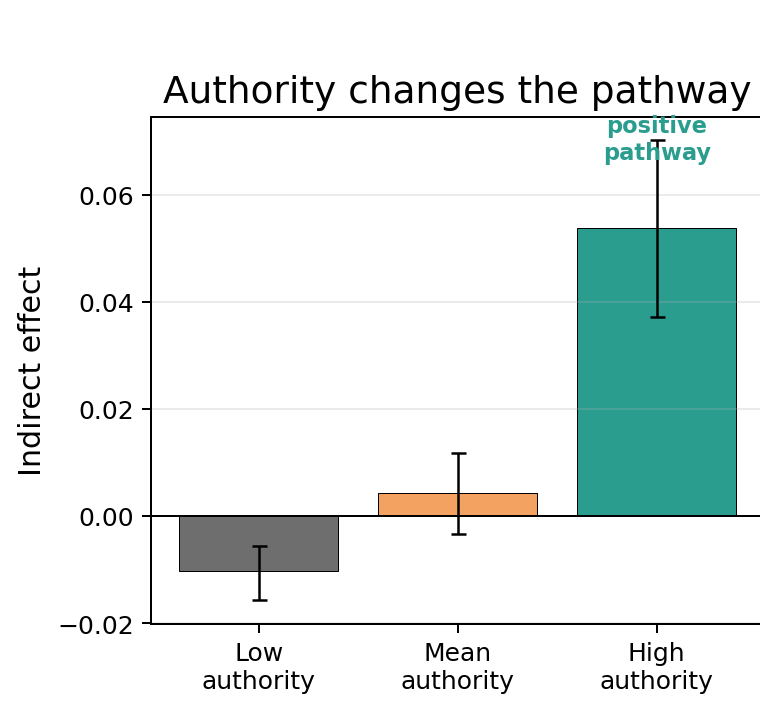 Authority changes the pathway
positive
pathway
0.06
0.04
0.02
0.00
−0.02
Indirect effect
Low
authority
Mean
authority
High
authority